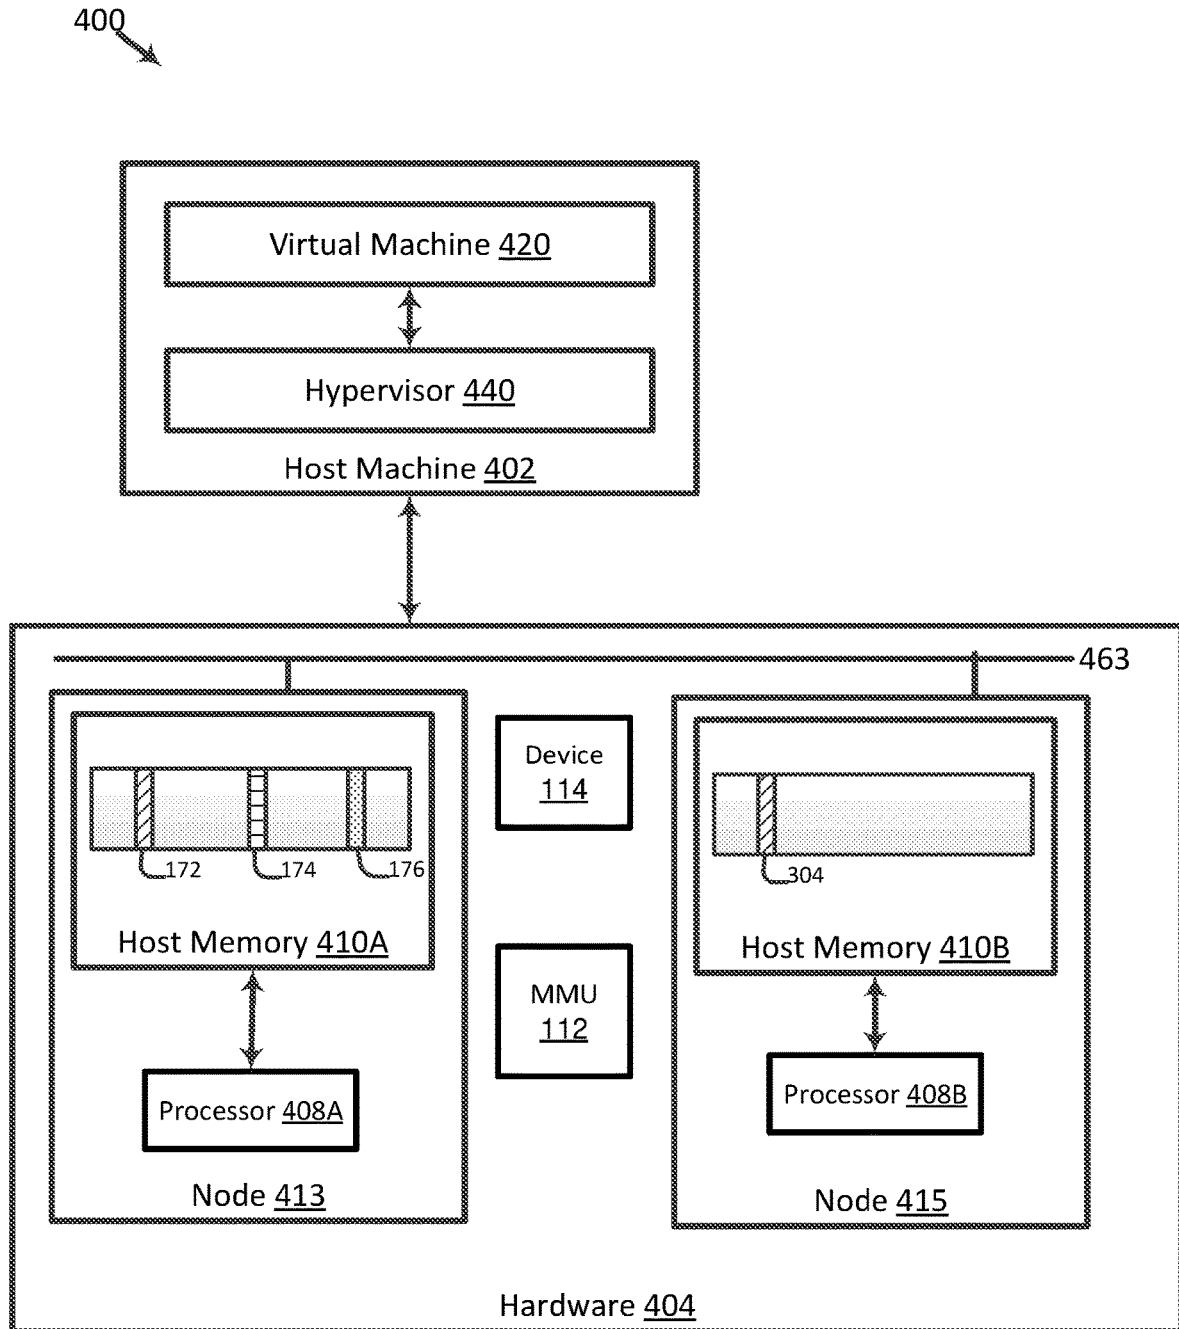 400
Virtual Machine 420
Hypervisor 440
Host Machine 402
463
Device
114
172
174
176
304
Host Memory 410A
Host Memory 410B
MMU
112
Processor 408A
Processor 408B
Node 413
Node 415
Hardware 404